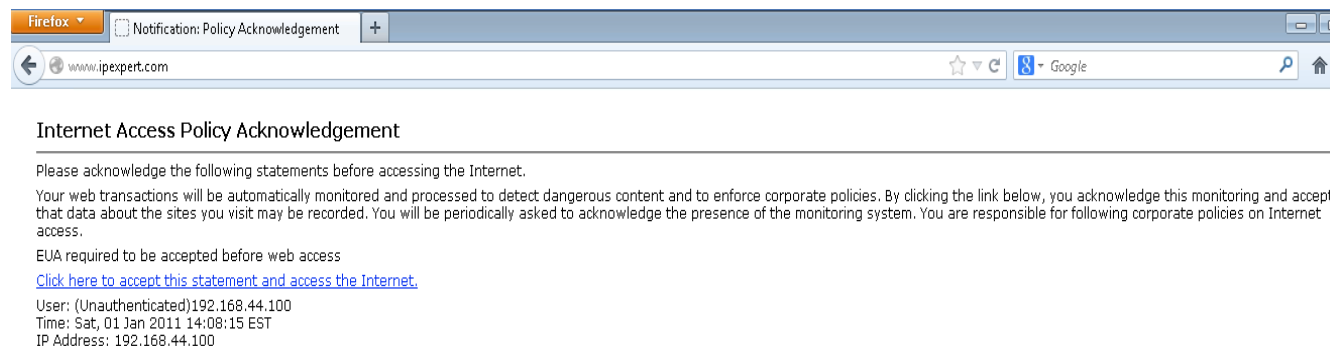 Firefox
Notification: Policy Acknowledgement
+
www.ipexpert.com
8 Google
Internet Access Policy Acknowledgement
Please acknowledge the following statements before accessing the Internet.
Your web transactions will be automatically monitored and processed to detect dangerous content and to enforce corporate policies. By clicking the link below, you acknowledge this monitoring and accept
that data about the sites you visit may be recorded. You will be periodically asked to acknowledge the presence of the monitoring system. You are responsible for following corporate policies on Internet
access.
EUA required to be accepted before web access
Click here to accept this statement and access the Internet.
User: (Unauthenticated)192.168.44.100
Time: Sat, 01 Jan 2011 14:08:15 EST
IP Address: 192.168.44.100